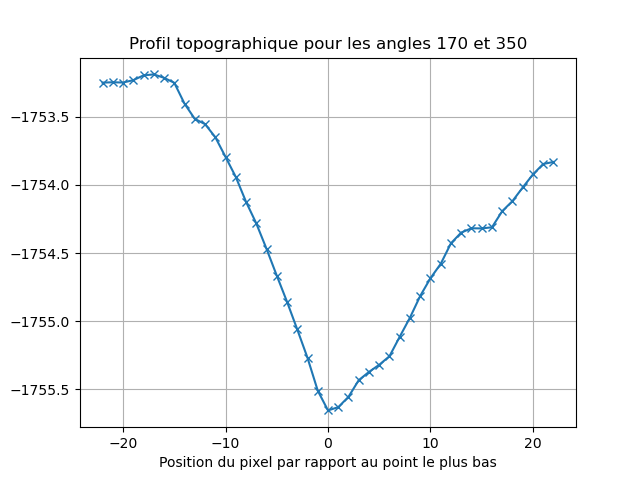 Profil topographique pour les angles 170 et 350
−1753.5
−1754.0
−1754.5
−1755.0
−1755.5
−20 −10 0 10 20
Position du pixel par rapport au point le plus bas